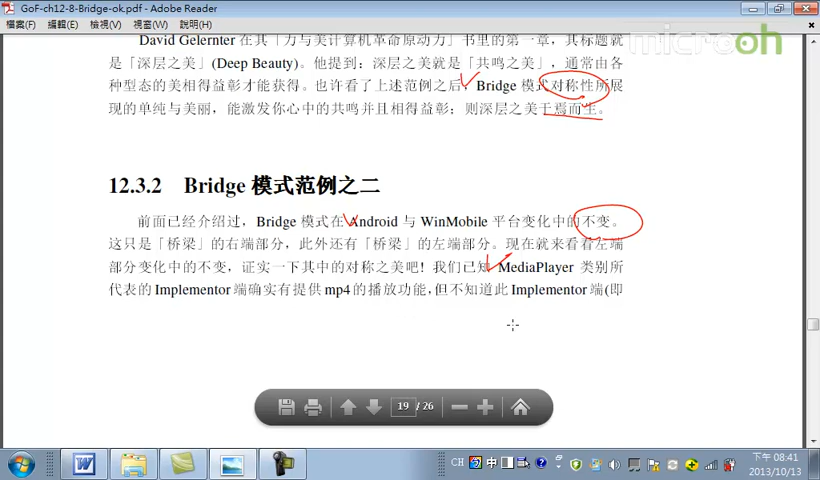 GoF-ch12-8-Bridge-ok.pdf - Adobe Reader
檔案(F) 編輯(E) 檢視(V) 視窗(W) 說明(H)
microoh
David Gelernter 在其「力与美计算机革命原动力」书里的第一章，其标题就
是「深层之美」(Deep Beauty)。他提到：深层之美就是「共鸣之美」，通常由各
种型态的美相得益彰才能获得。也许看了上述范例之后，Bridge 模式对称性所展
现的单纯与美丽，能激发你心中的共鸣并且相得益彰；则深层之美于焉而生。
12.3.2 Bridge 模式范例之二
前面已经介绍过，Bridge 模式在 Android 与 WinMobile 平台变化中的不变。
这只是「桥梁」的右端部分，此外还有「桥梁」的左端部分。现在就来看看左端
部分变化中的不变，证实一下其中的对称之美吧! 我们已知 MediaPlayer 类别所
代表的 Implementor 端确实有提供 mp4 的播放功能，但不知道此 Implementor 端(即
19 / 26
CH 中
下午 08:41
2013/10/13